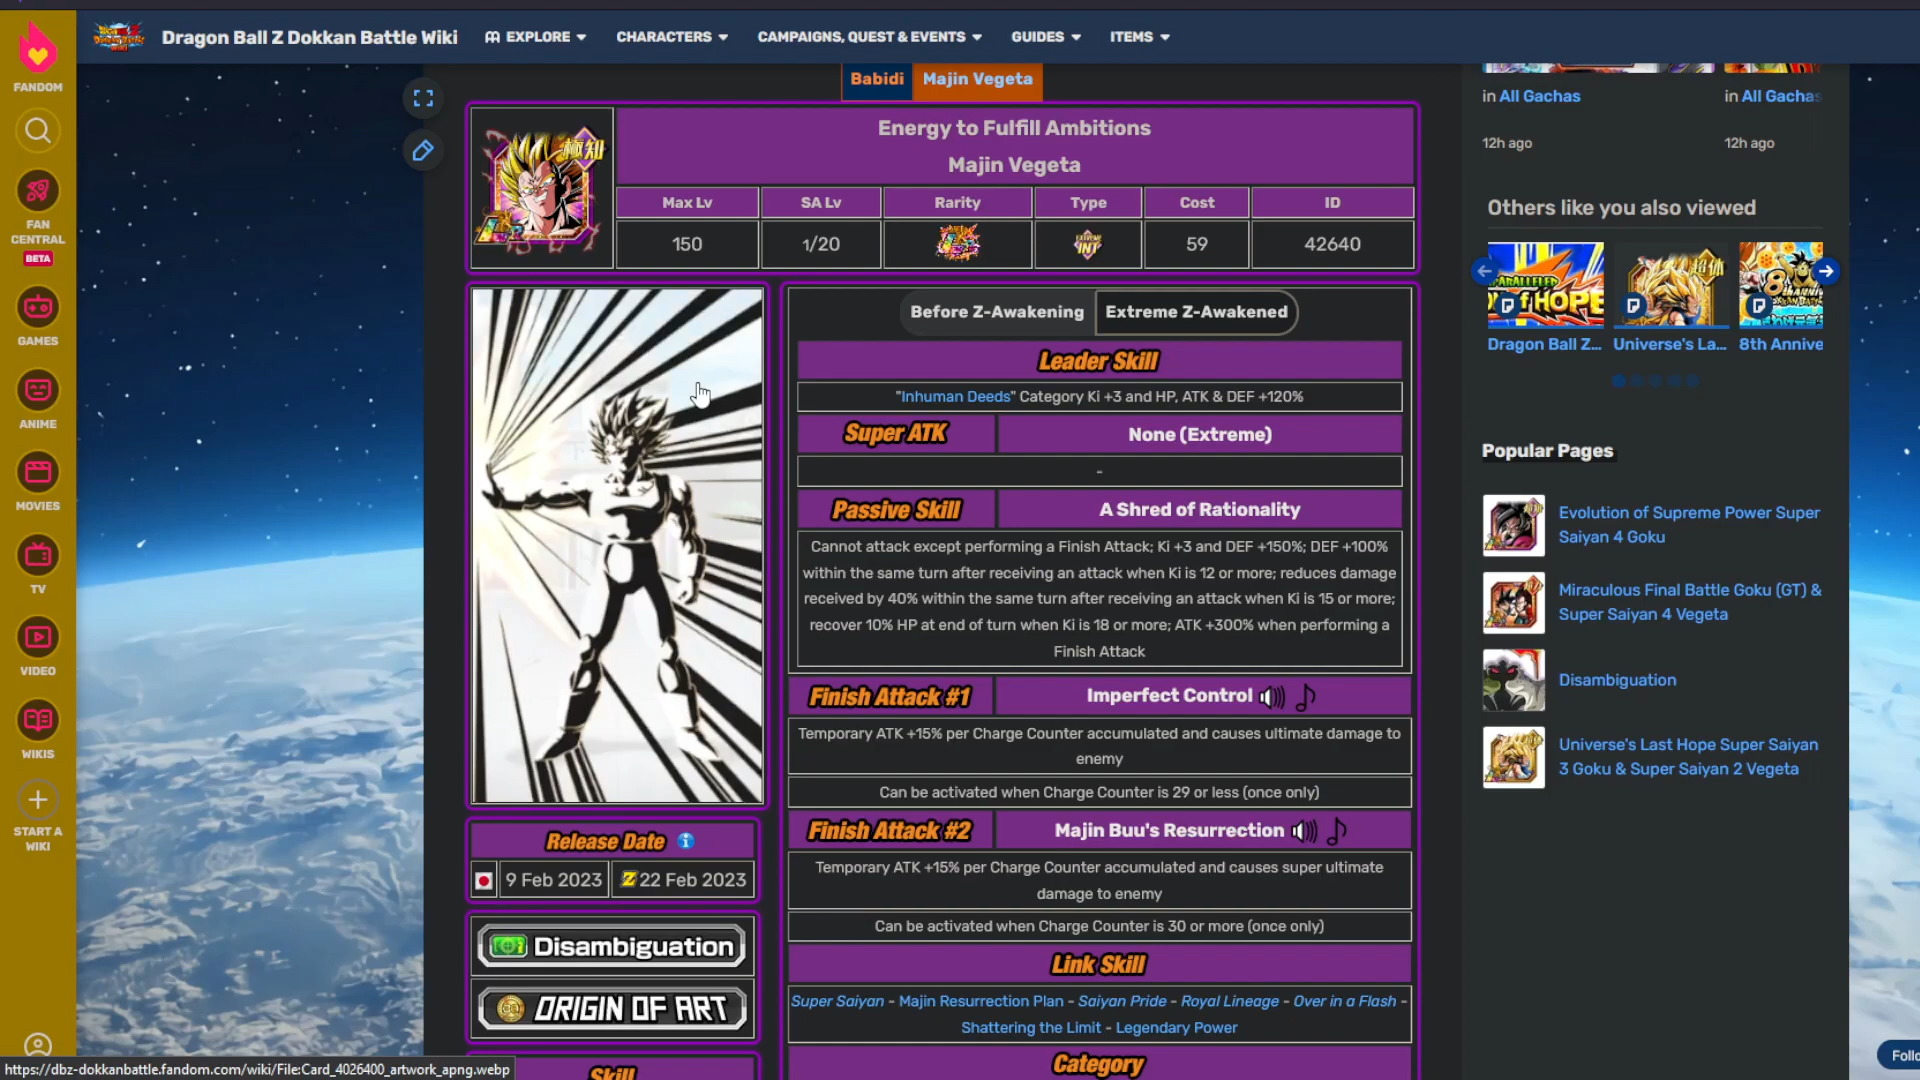 FANDOM
FAN
CENTRAL
BETA
GAMES
ANIME
MOVIES
TV
VIDEO
WIKIS
START A
WIKI
Dragon Ball Z Dokkan Battle Wiki
EXPLORE
CHARACTERS
CAMPAIGNS, QUEST & EVENTS
GUIDES
ITEMS
Babidi
Majin Vegeta
Energy to Fulfill Ambitions
Majin Vegeta
Max Lv
SA Lv
Rarity
Type
Cost
ID
150
1/20
EXTREME
INT
59
42640
極知
Before Z-Awakening
Extreme Z-Awakened
Leader Skill
"Inhuman Deeds" Category Ki +3 and HP, ATK & DEF +120%
Super ATK
None (Extreme)
-
Passive Skill
A Shred of Rationality
Cannot attack except performing a Finish Attack; Ki +3 and DEF +150%; DEF +100%
within the same turn after receiving an attack when Ki is 12 or more; reduces damage
received by 40% within the same turn after receiving an attack when Ki is 15 or more;
recover 10% HP at end of turn when Ki is 18 or more; ATK +300% when performing a
Finish Attack
Finish Attack #1
Imperfect Control
Temporary ATK +15% per Charge Counter accumulated and causes ultimate damage to
enemy
Can be activated when Charge Counter is 29 or less (once only)
Finish Attack #2
Majin Buu's Resurrection
Temporary ATK +15% per Charge Counter accumulated and causes super ultimate
damage to enemy
Can be activated when Charge Counter is 30 or more (once only)
Link Skill
Super Saiyan - Majin Resurrection Plan - Saiyan Pride - Royal Lineage - Over in a Flash -
Shattering the Limit - Legendary Power
Category
Release Date
9 Feb 2023
22 Feb 2023
Disambiguation
ORIGIN OF ART
Skill
in All Gachas
in All Gachas
12h ago
12h ago
Others like you also viewed
Dragon Ball Z...
Universe's La...
8th Annive
Popular Pages
Evolution of Supreme Power Super
Saiyan 4 Goku
Miraculous Final Battle Goku (GT) &
Super Saiyan 4 Vegeta
Disambiguation
Universe's Last Hope Super Saiyan
3 Goku & Super Saiyan 2 Vegeta
Follo
https://dbz-dokkanbattle.fandom.com/wiki/File:Card_4026400_artwork_apng.webp